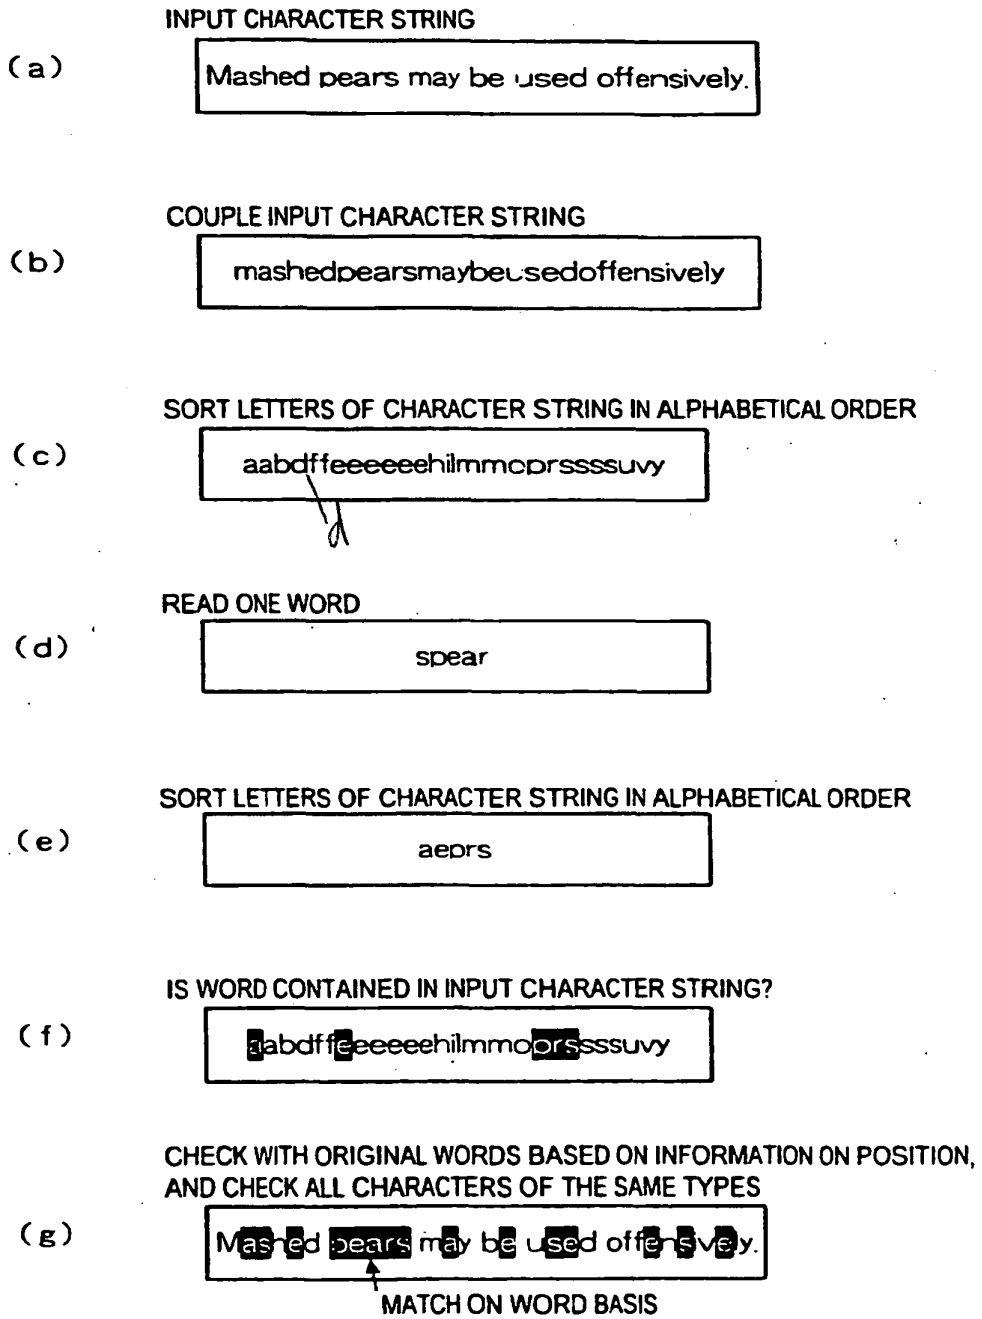 INPUT CHARACTER STRING
(a)
Mashed pears may be used offensively.
COUPLE INPUT CHARACTER STRING
(b)
mashedpearsmaybeusedoffensively
SORT LETTERS OF CHARACTER STRING IN ALPHABETICAL ORDER
(c)
aabdffeeeeeehilmmoprssssuvy
d
READ ONE WORD
(d)
spear
SORT LETTERS OF CHARACTER STRING IN ALPHABETICAL ORDER
(e)
aeprs
IS WORD CONTAINED IN INPUT CHARACTER STRING?
(f)
aabdffeeeeeehilmmoprssssuvy
CHECK WITH ORIGINAL WORDS BASED ON INFORMATION ON POSITION,
AND CHECK ALL CHARACTERS OF THE SAME TYPES
(g)
Mashed pears may be used offensively.
MATCH ON WORD BASIS